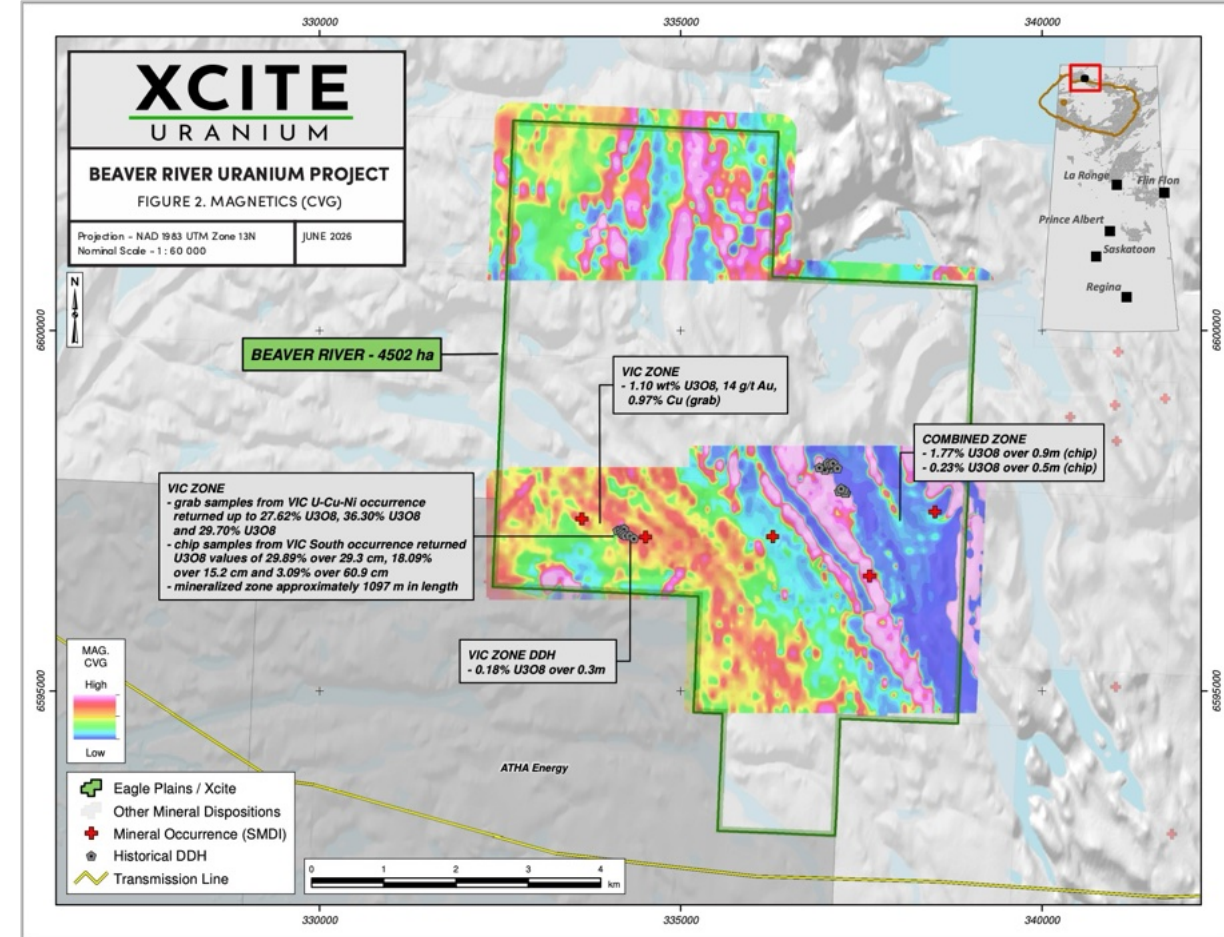 330000
335000
340000
XCITE
URANIUM
BEAVER RIVER URANIUM PROJECT
FIGURE 2. MAGNETICS (CVG)
Projection - NAD 1983 UTM Zone 13N
Nominal Scale - 1 : 60 000
JUNE 2026
La Ronge
Flin Flon
Prince Albert
Saskatoon
Regina
N
6600000
6600000
BEAVER RIVER - 4502 ha
VIC ZONE
- 1.10 wt% U3O8, 14 g/t Au,
0.97% Cu (grab)
COMBINED ZONE
- 1.77% U3O8 over 0.9m (chip)
- 0.23% U3O8 over 0.5m (chip)
VIC ZONE
- grab samples from VIC U-Cu-Ni occurrence
returned up to 27.62% U3O8, 36.30% U3O8
and 29.70% U3O8
- chip samples from VIC South occurrence returned
U3O8 values of 29.89% over 29.3 cm, 18.09%
over 15.2 cm and 3.09% over 60.9 cm
- mineralized zone approximately 1097 m in length
VIC ZONE DDH
- 0.18% U3O8 over 0.3m
6595000
6595000
MAG.
CVG
High
Low
ATHA Energy
Eagle Plains / Xcite
Other Mineral Dispositions
Mineral Occurrence (SMDI)
Historical DDH
Transmission Line
0 1 2 3 4
km
330000
335000
340000